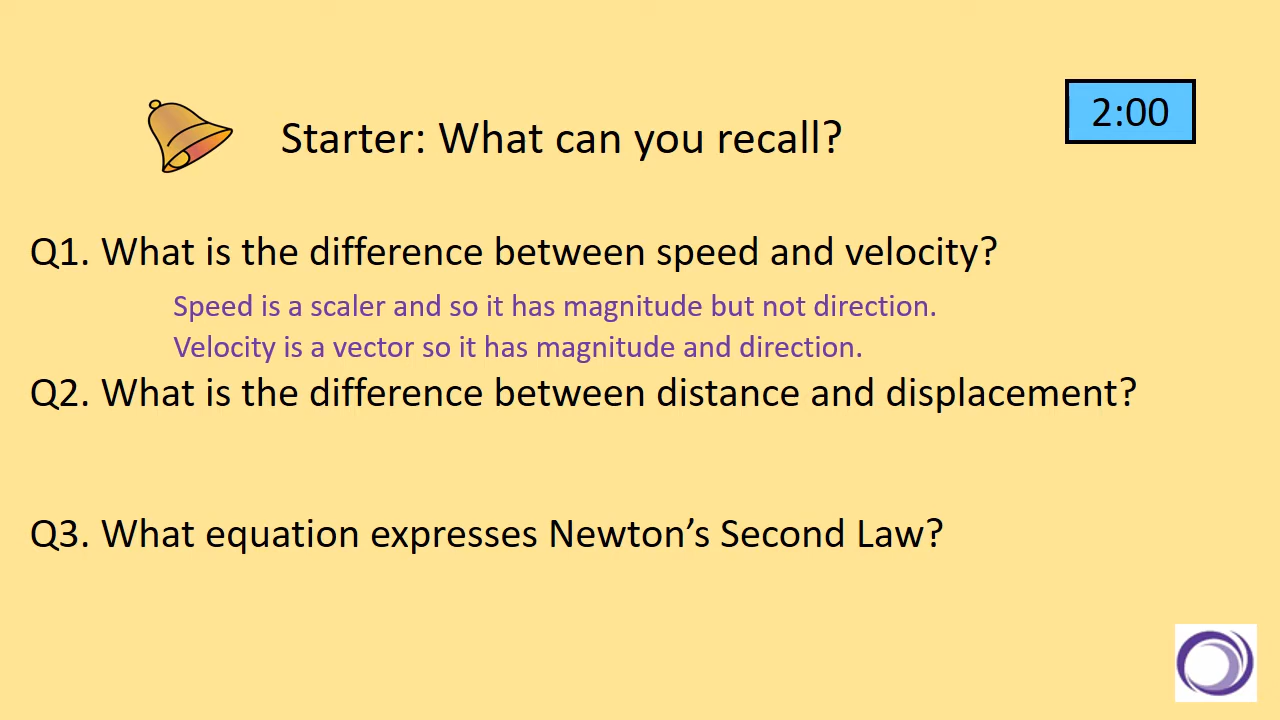 Starter: What can you recall?
2:00
Q1. What is the difference between speed and velocity?
Speed is a scaler and so it has magnitude but not direction.
Velocity is a vector so it has magnitude and direction.
Q2. What is the difference between distance and displacement?
Q3. What equation expresses Newton’s Second Law?